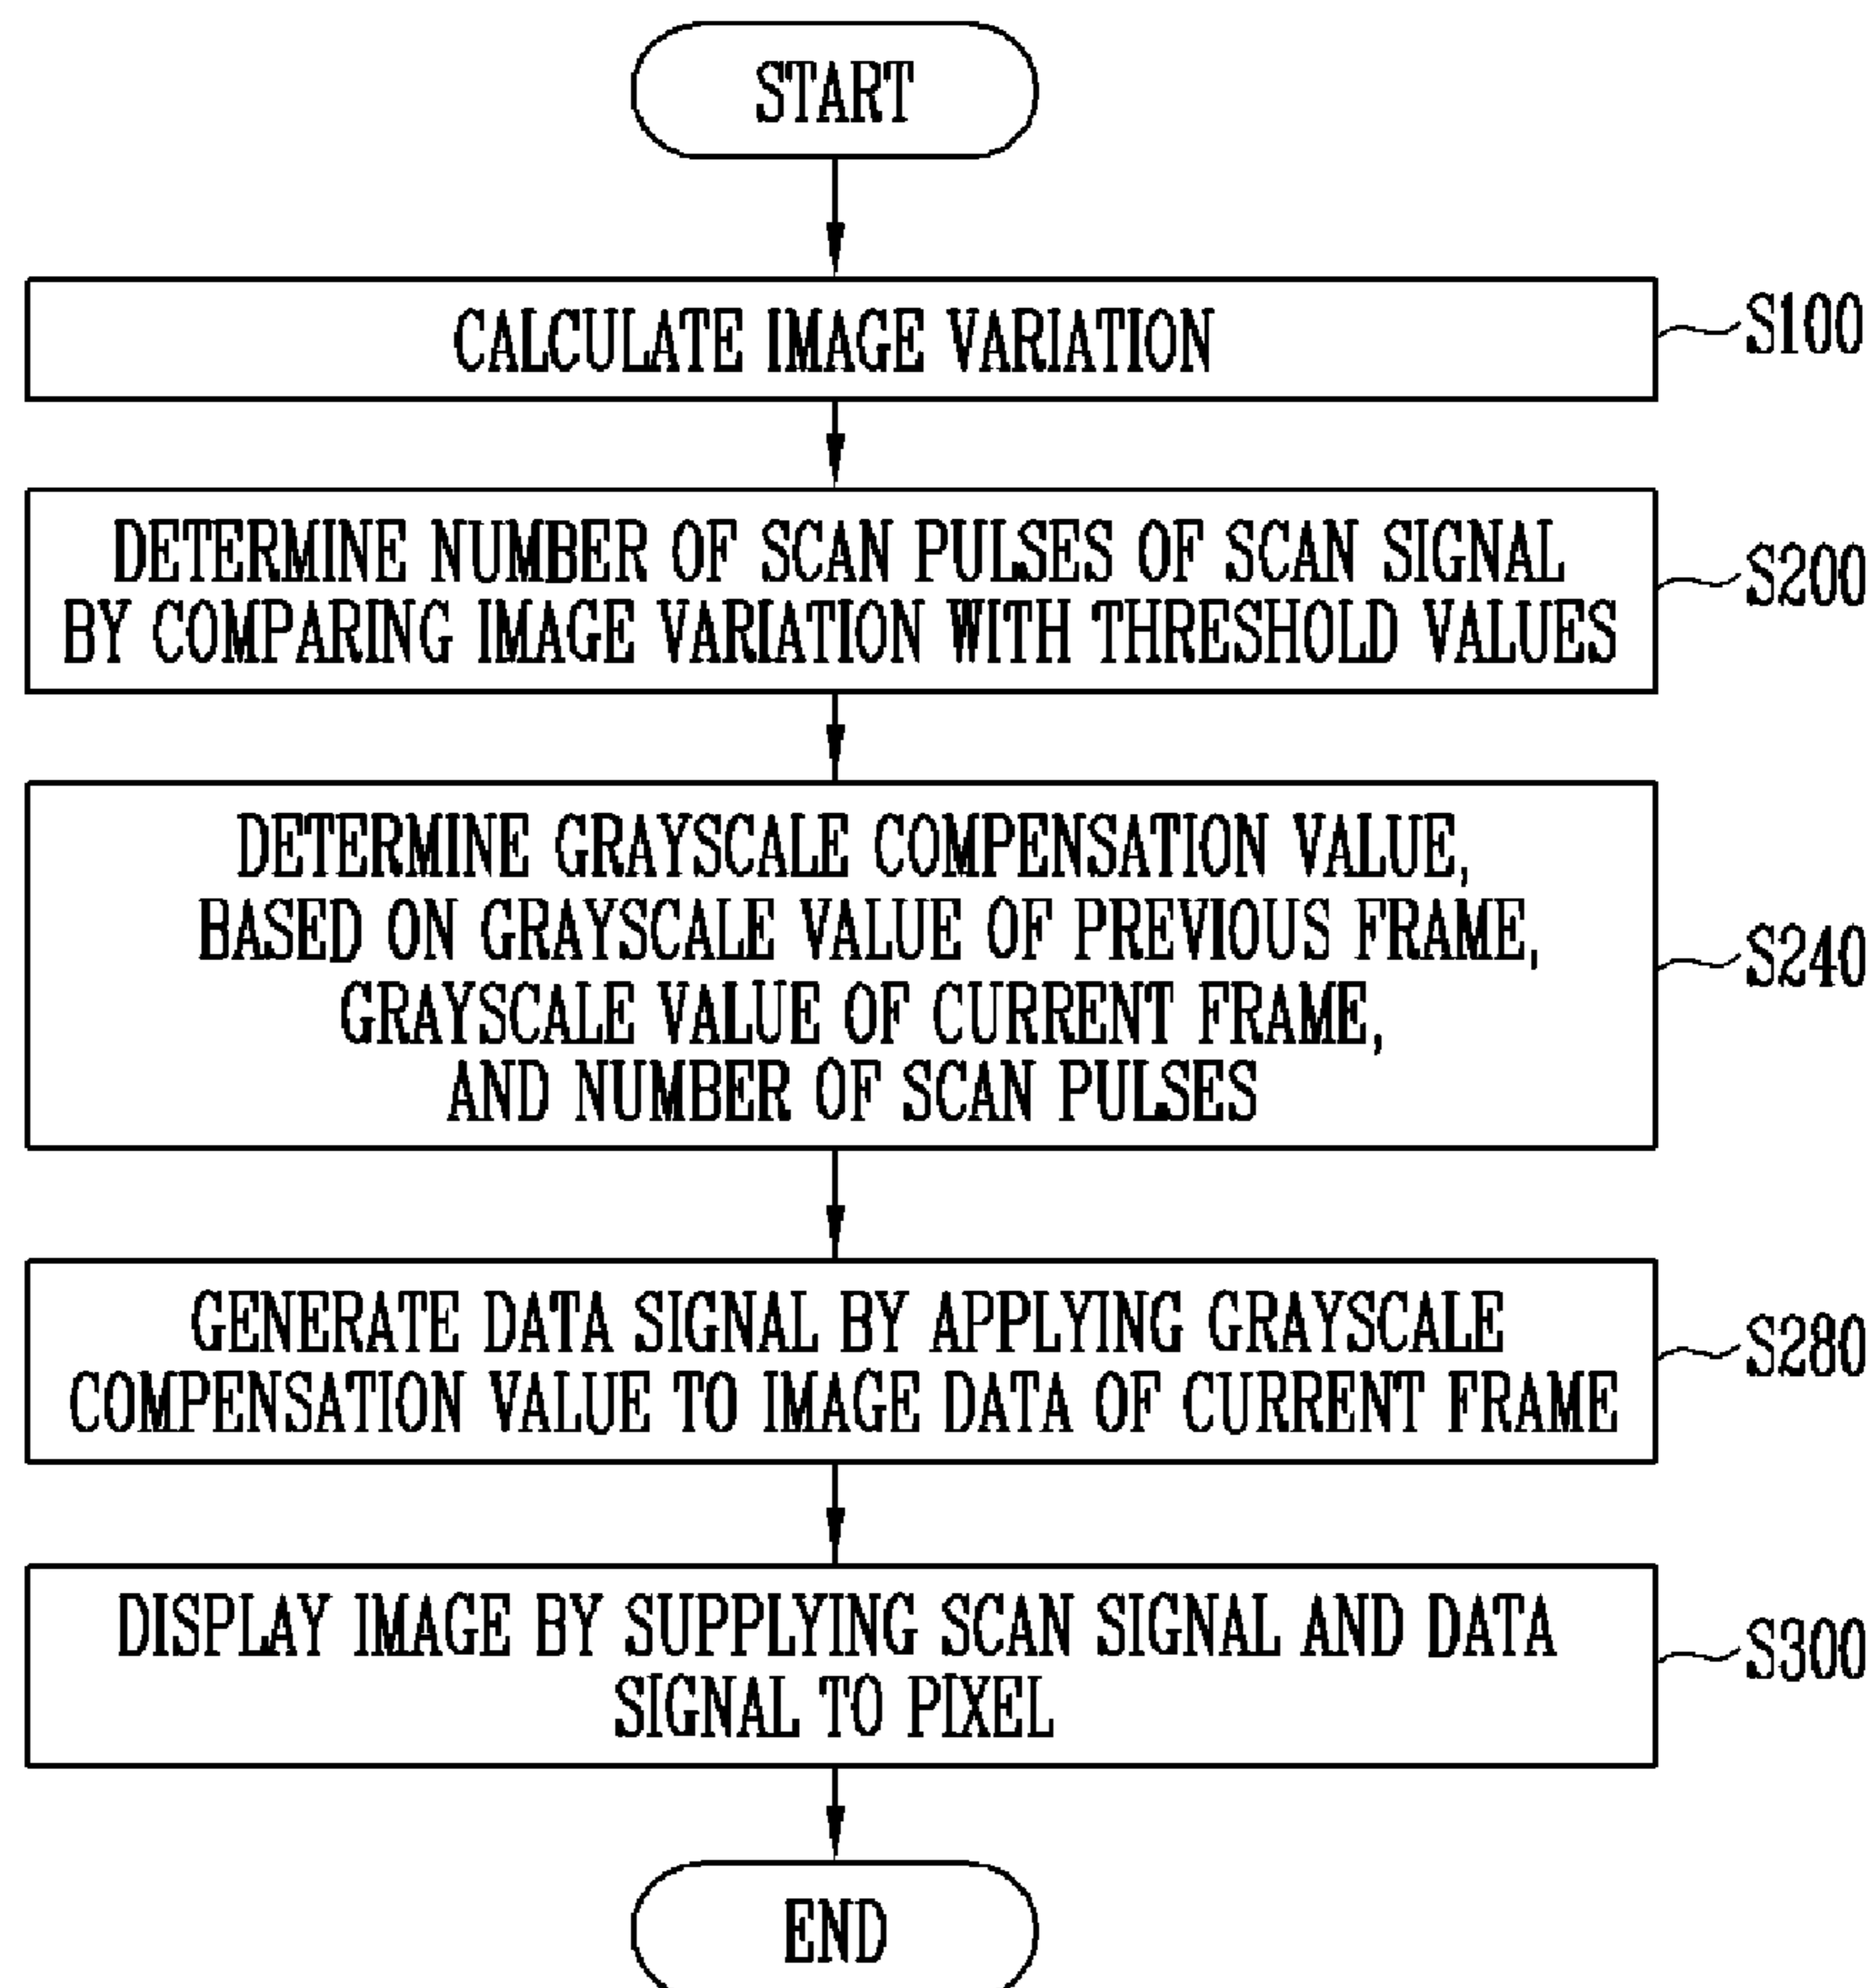 START
CALCULATE IMAGE VARIATION
S100
DETERMINE NUMBER OF SCAN PULSES OF SCAN SIGNAL
BY COMPARING IMAGE VARIATION WITH THRESHOLD VALUES
S200
DETERMINE GRAYSCALE COMPENSATION VALUE,
BASED ON GRAYSCALE VALUE OF PREVIOUS FRAME,
GRAYSCALE VALUE OF CURRENT FRAME,
AND NUMBER OF SCAN PULSES
S240
GENERATE DATA SIGNAL BY APPLYING GRAYSCALE
COMPENSATION VALUE TO IMAGE DATA OF CURRENT FRAME
S280
DISPLAY IMAGE BY SUPPLYING SCAN SIGNAL AND DATA
SIGNAL TO PIXEL
S300
END